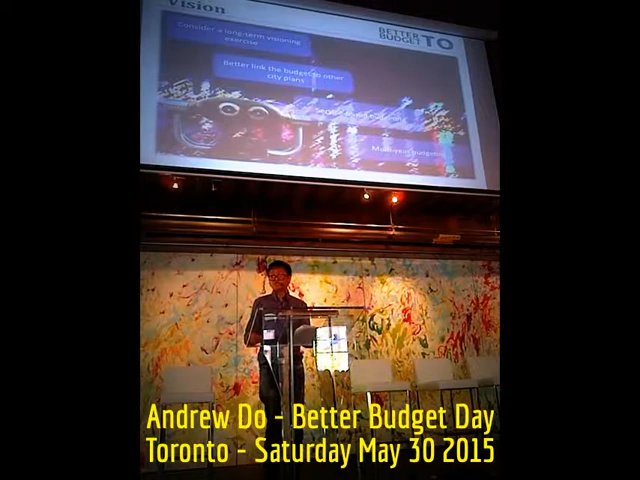 Vision
BETTER
BUDGET TO
Consider a long-term visioning
exercise
Better link the budget to other
city plans
Andrew Do - Better Budget Day
Toronto - Saturday May 30 2015